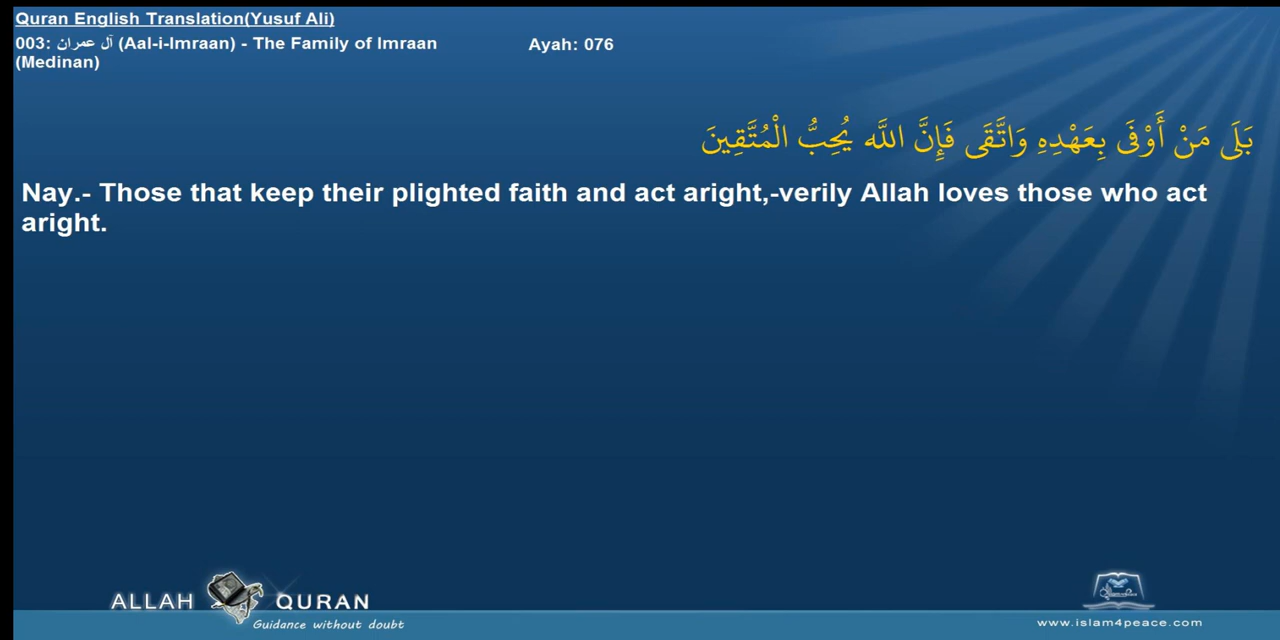 Quran English Translation(Yusuf Ali)
003: آل عمران (Aal-i-Imraan) - The Family of Imraan
(Medinan)
Ayah: 076
بَلَى مَنْ أَوْفَى بِعَهْدِهِ وَاتَّقَى فَإِنَّ اللَّه يُحِبُّ الْمُتَّقِينَ
Nay.- Those that keep their plighted faith and act aright,-verily Allah loves those who act
aright.
ALLAH QURAN
Guidance without doubt
www.islam4peace.com